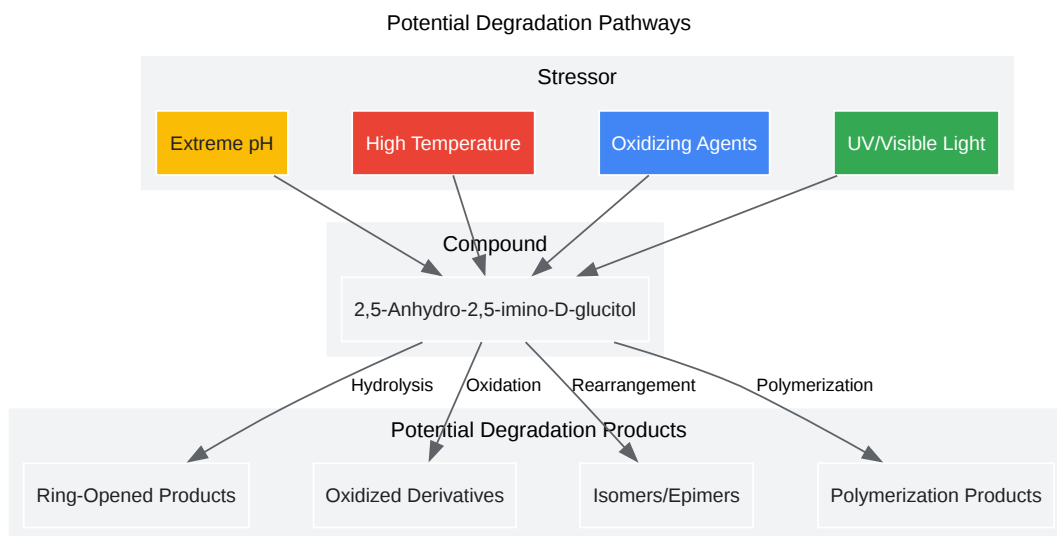 Potential Degradation Pathways
Stressor
Extreme pH
High Temperature
Oxidizing Agents
UV/Visible Light
Compound
2,5-Anhydro-2,5-imino-D-glucitol
Hydrolysis
Oxidation
Rearrangement
Polymerization
Potential Degradation Products
Ring-Opened Products
Oxidized Derivatives
Isomers/Epimers
Polymerization Products